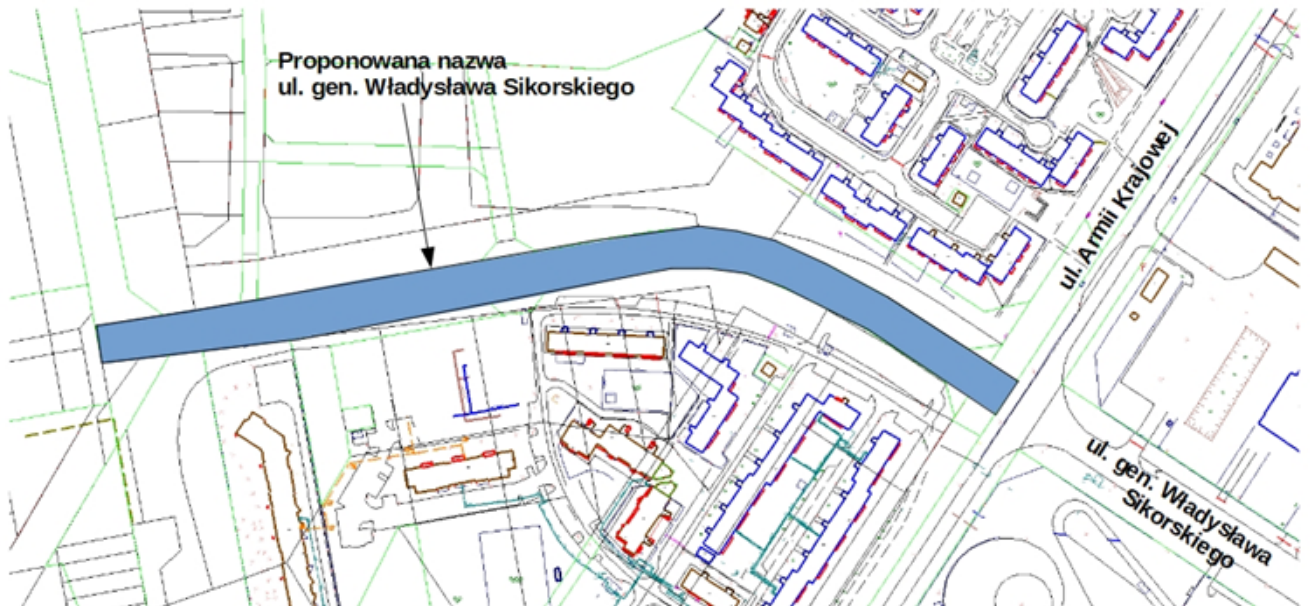 Proponowana nazwa
ul. gen. Władysława Sikorskiego
ul. Armii Krajowej
ul. gen. Władysława
Sikorskiego